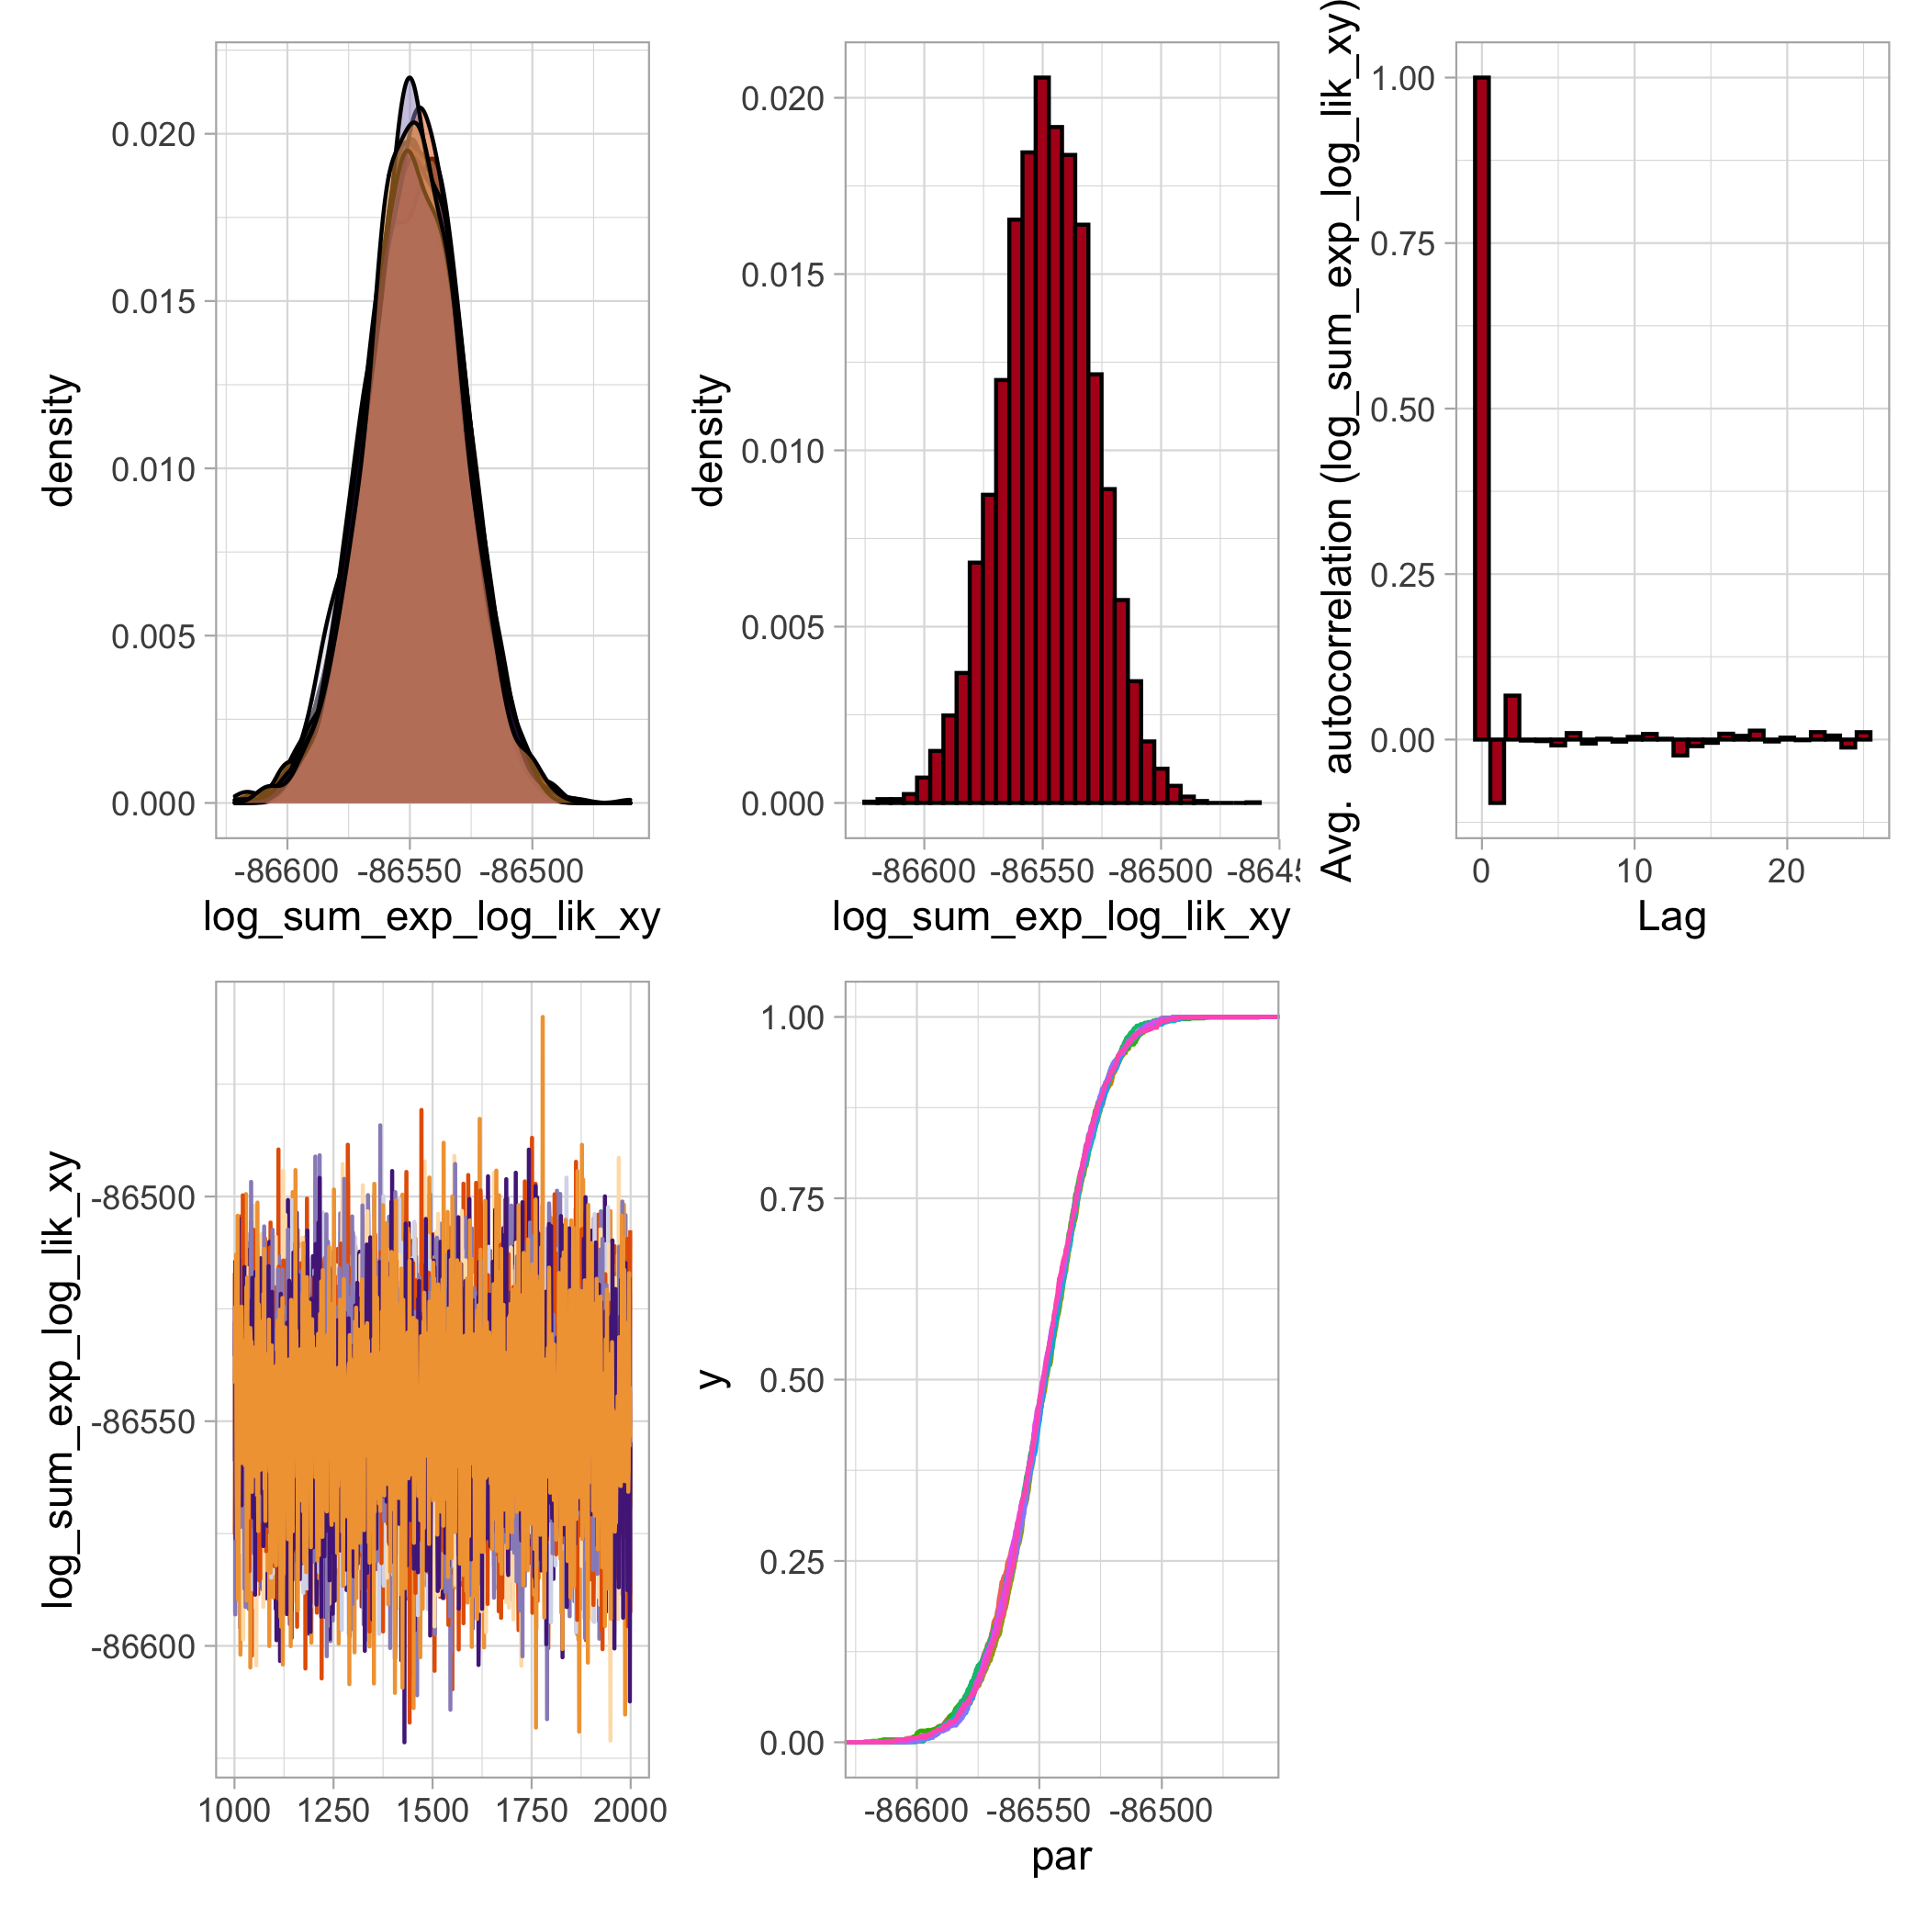 density
0.020
0.015
0.010
0.005
0.000
-86600 -86550 -86500
log_sum_exp_log_lik_xy
density
0.020
0.015
0.010
0.005
0.000
-86600 -86550 -86500 -864
log_sum_exp_log_lik_xy
Avg. autocorrelation (log_sum_exp_log_lik_xy)
1.00
0.75
0.50
0.25
0.00
0 10 20
Lag
log_sum_exp_log_lik_xy
-86500
-86550
-86600
1000 1250 1500 1750 2000
y
1.00
0.75
0.50
0.25
0.00
-86600 -86550 -86500
par